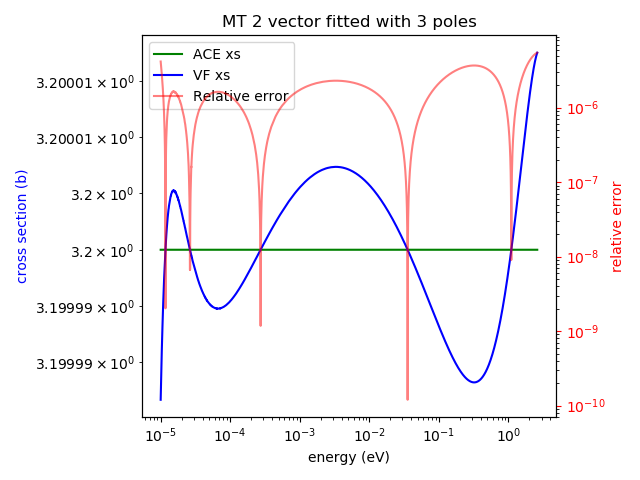 MT 2 vector fitted with 3 poles
ACE xs
VF xs
Relative error
cross section (b)
3.20001 × 10⁰
3.20001 × 10⁰
3.2 × 10⁰
3.2 × 10⁰
3.19999 × 10⁰
3.19999 × 10⁰
relative error
10⁻⁶
10⁻⁷
10⁻⁸
10⁻⁹
10⁻¹⁰
10⁻⁵ 10⁻⁴ 10⁻³ 10⁻² 10⁻¹ 10⁰
energy (eV)